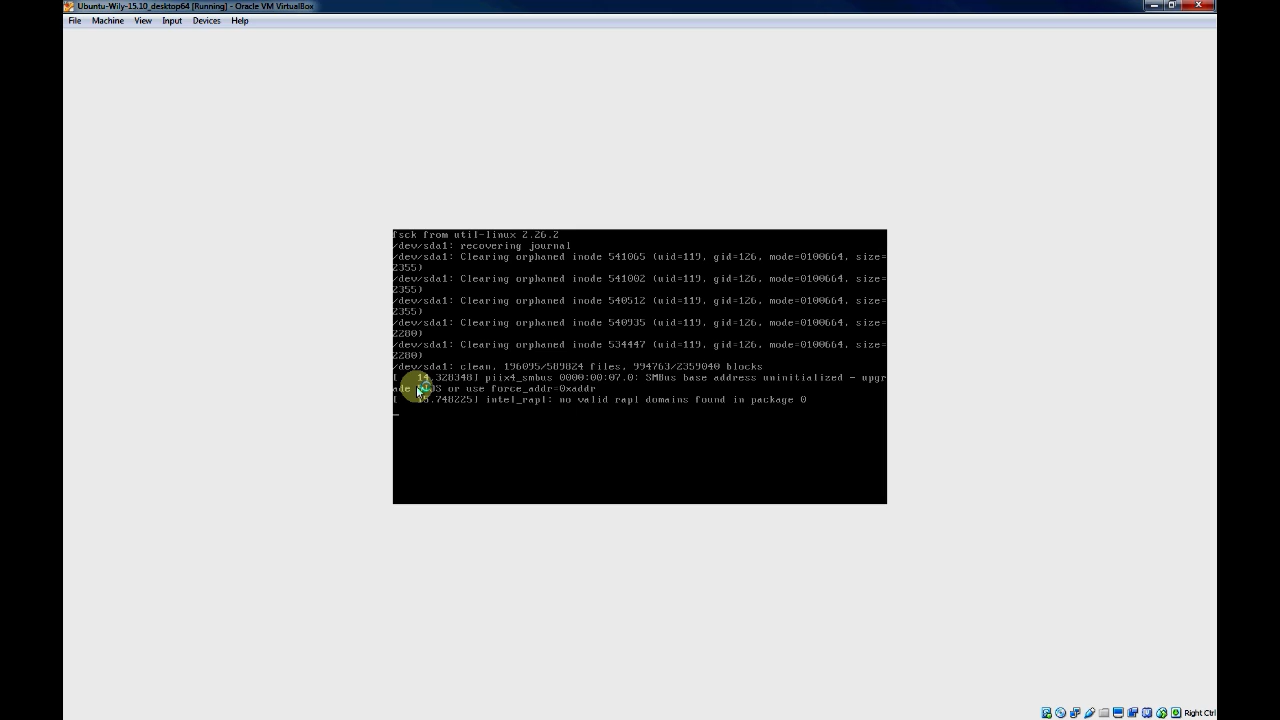 Ubuntu-Wily-15.10_desktop64 [Running] - Oracle VM VirtualBox
File Machine View Input Devices Help
fsck from util-linux 2.26.2
/dev/sda1: recovering journal
/dev/sda1: Clearing orphaned inode 541065 (uid=119, gid=126, mode=0100664, size=
2355)
/dev/sda1: Clearing orphaned inode 541002 (uid=119, gid=126, mode=0100664, size=
2355)
/dev/sda1: Clearing orphaned inode 540512 (uid=119, gid=126, mode=0100664, size=
2355)
/dev/sda1: Clearing orphaned inode 540935 (uid=119, gid=126, mode=0100664, size=
2280)
/dev/sda1: Clearing orphaned inode 534447 (uid=119, gid=126, mode=0100664, size=
2280)
/dev/sda1: clean, 196095/589824 files, 994763/2359040 blocks
[ 14.328348] piix4_smbus 0000:00:07.0: SMBus base address uninitialized - upgr
ade BIOS or use force_addr=0xaddr
[ .748225] intel_rapl: no valid rapl domains found in package 0
Right Ctrl